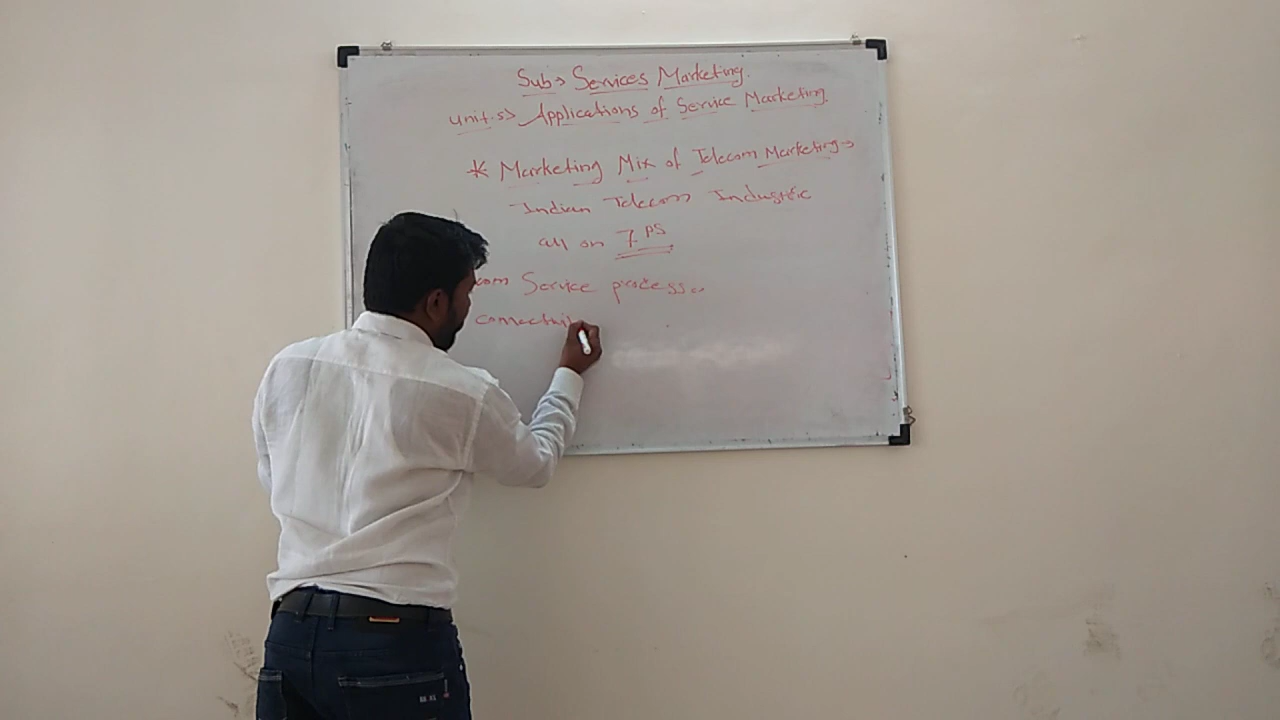 Sub→ Services Marketing.
unit-5→ Applications of Service Marketing.
* Marketing Mix of Telecom Marketing→
Indian Telecom
all on 7 PS
com Service process